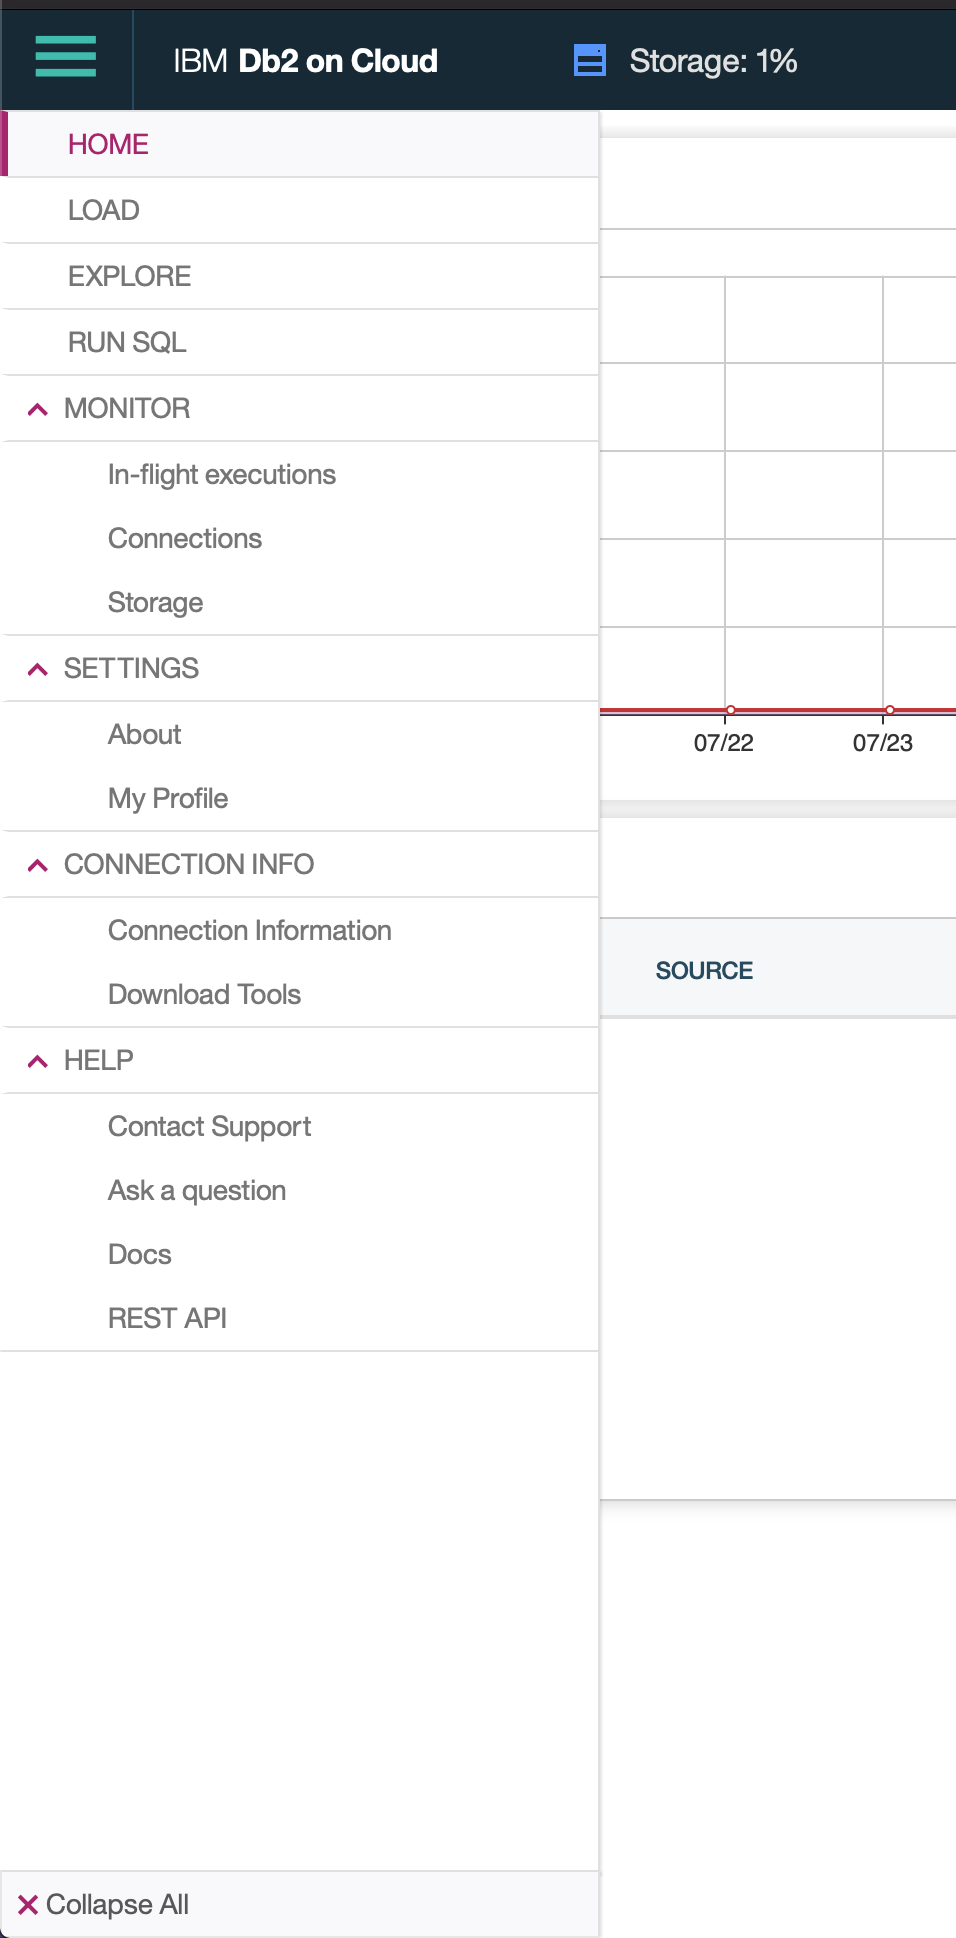 IBM Db2 on Cloud
Storage: 1%
HOME
LOAD
EXPLORE
RUN SQL
MONITOR
In-flight executions
Connections
Storage
SETTINGS
About
My Profile
CONNECTION INFO
Connection Information
Download Tools
HELP
Contact Support
Ask a question
Docs
REST API
Collapse All
07/22
07/23
SOURCE